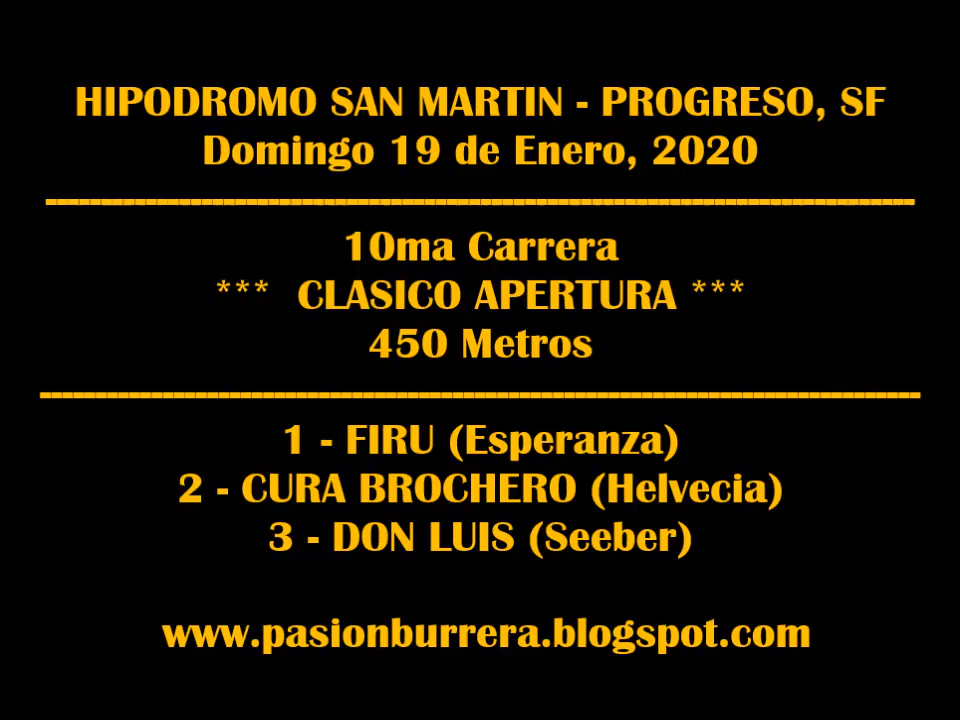 HIPODROMO SAN MARTIN - PROGRESO, SF
Domingo 19 de Enero, 2020
--------------------------------------------------------------------------------
10ma Carrera
*** CLASICO APERTURA ***
450 Metros
--------------------------------------------------------------------------------
1 - FIRU (Esperanza)
2 - CURA BROCHERO (Helvecia)
3 - DON LUIS (Seeber)
www.pasionburrera.blogspot.com